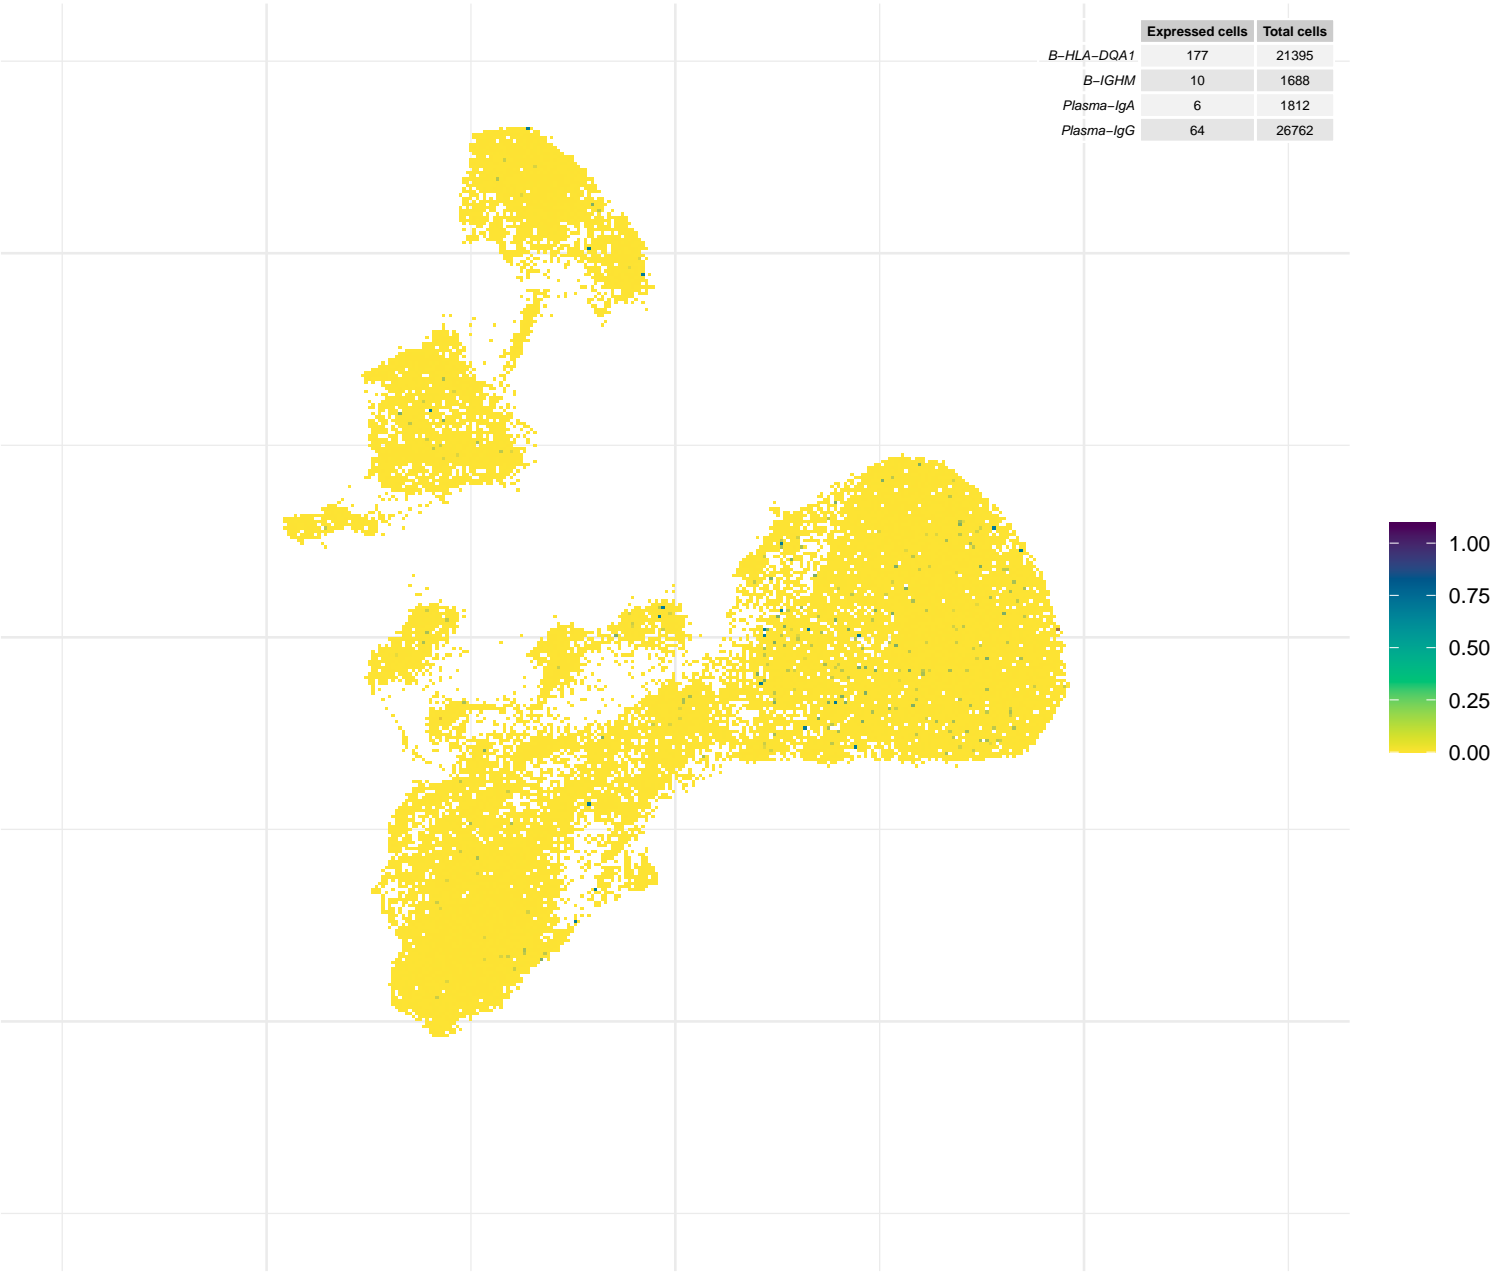 Expressed cells Total cells
B−HLA−DQA1 177 21395
B−IGHM 10 1688
Plasma−IgA 6 1812
Plasma−IgG 64 26762
1.00
0.75
0.50
0.25
0.00